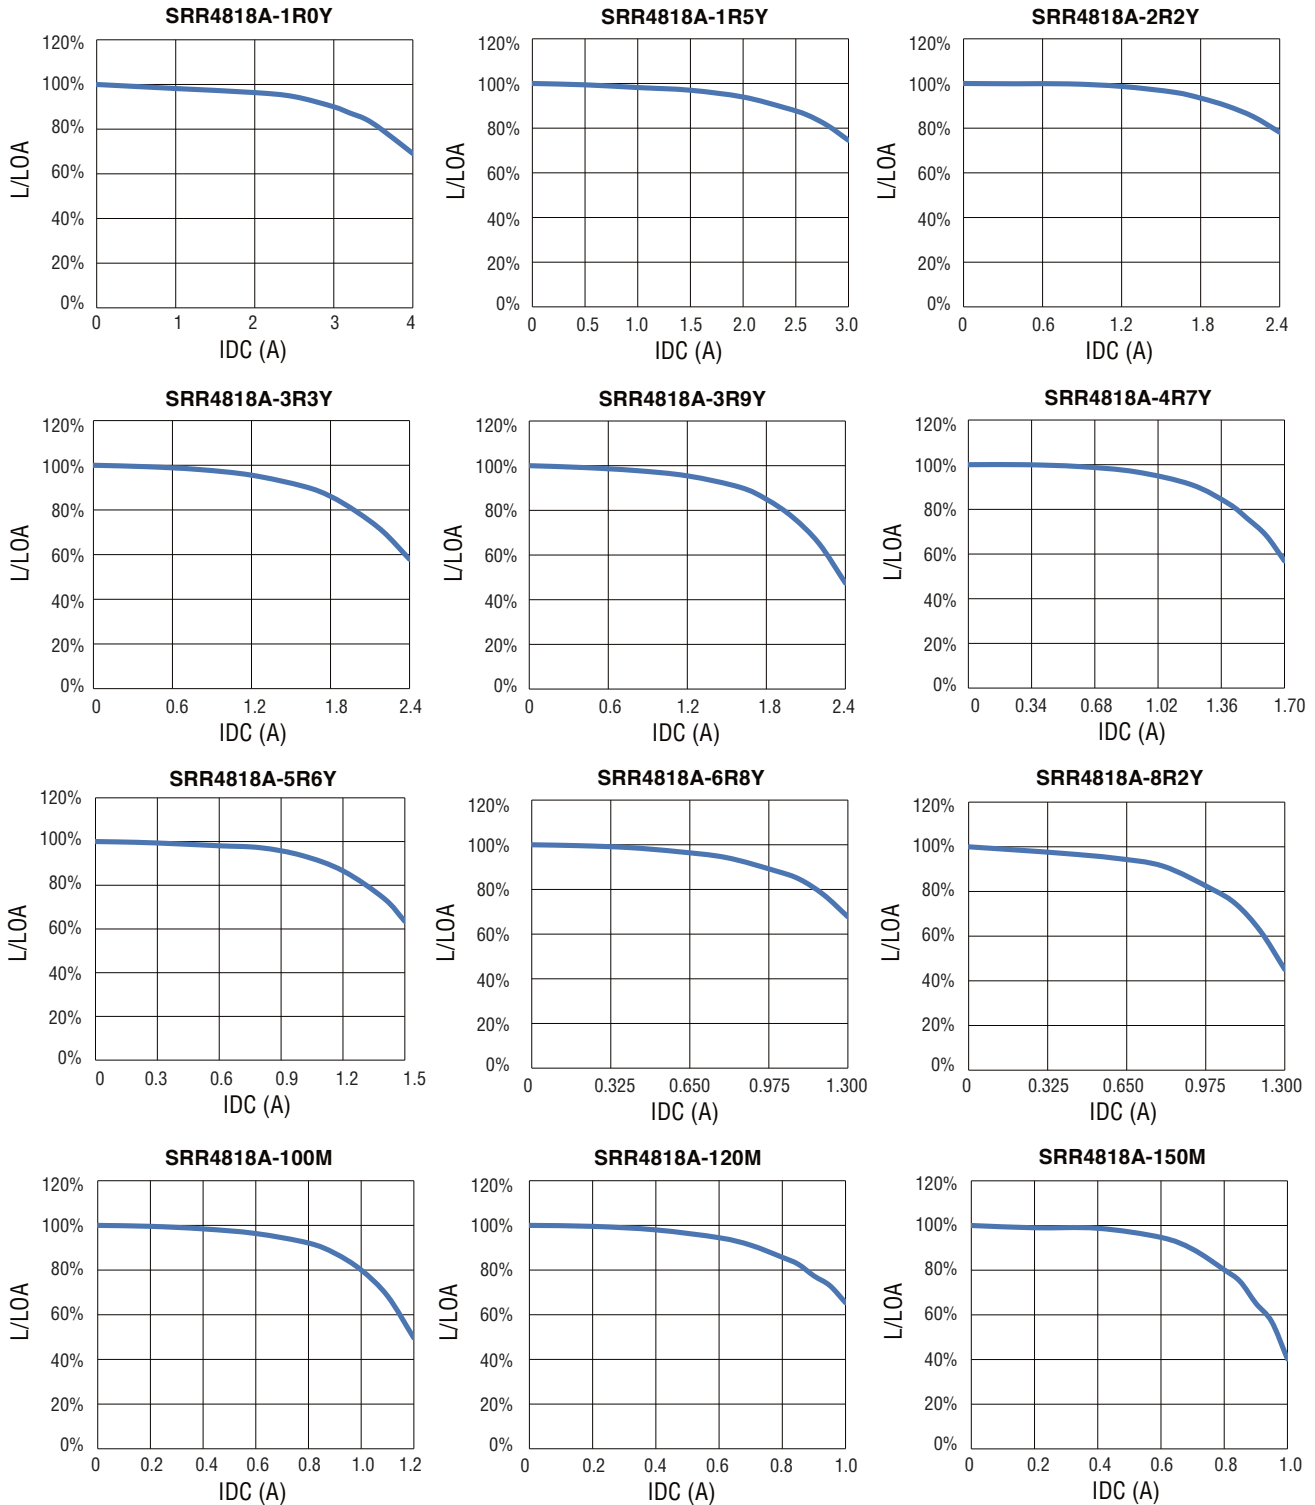 SRR4818A-1R0Y
120%
100%
80%
60%
40%
20%
0%
L/LOA
0 1 2 3 4
IDC (A)
SRR4818A-1R5Y
120%
100%
80%
60%
40%
20%
0%
L/LOA
0 0.5 1.0 1.5 2.0 2.5 3.0
IDC (A)
SRR4818A-2R2Y
120%
100%
80%
60%
40%
20%
0%
L/LOA
0 0.6 1.2 1.8 2.4
IDC (A)
SRR4818A-3R3Y
120%
100%
80%
60%
40%
20%
0%
L/LOA
0 0.6 1.2 1.8 2.4
IDC (A)
SRR4818A-3R9Y
120%
100%
80%
60%
40%
20%
0%
L/LOA
0 0.6 1.2 1.8 2.4
IDC (A)
SRR4818A-4R7Y
120%
100%
80%
60%
40%
20%
0%
L/LOA
0 0.34 0.68 1.02 1.36 1.70
IDC (A)
SRR4818A-5R6Y
120%
100%
80%
60%
40%
20%
0%
L/LOA
0 0.3 0.6 0.9 1.2 1.5
IDC (A)
SRR4818A-6R8Y
120%
100%
80%
60%
40%
20%
0%
L/LOA
0 0.325 0.650 0.975 1.300
IDC (A)
SRR4818A-8R2Y
120%
100%
80%
60%
40%
20%
0%
L/LOA
0 0.325 0.650 0.975 1.300
IDC (A)
SRR4818A-100M
120%
100%
80%
60%
40%
20%
0%
L/LOA
0 0.2 0.4 0.6 0.8 1.0 1.2
IDC (A)
SRR4818A-120M
120%
100%
80%
60%
40%
20%
0%
L/LOA
0 0.2 0.4 0.6 0.8 1.0
IDC (A)
SRR4818A-150M
120%
100%
80%
60%
40%
20%
0%
L/LOA
0 0.2 0.4 0.6 0.8 1.0
IDC (A)